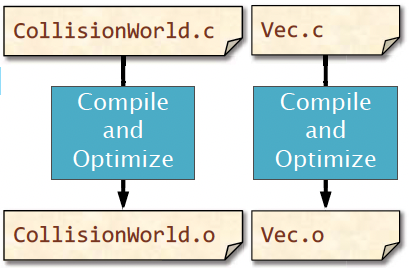 CollisionWorld.c
Vec.c
Compile
and
Optimize
Compile
and
Optimize
CollisionWorld.o
Vec.o